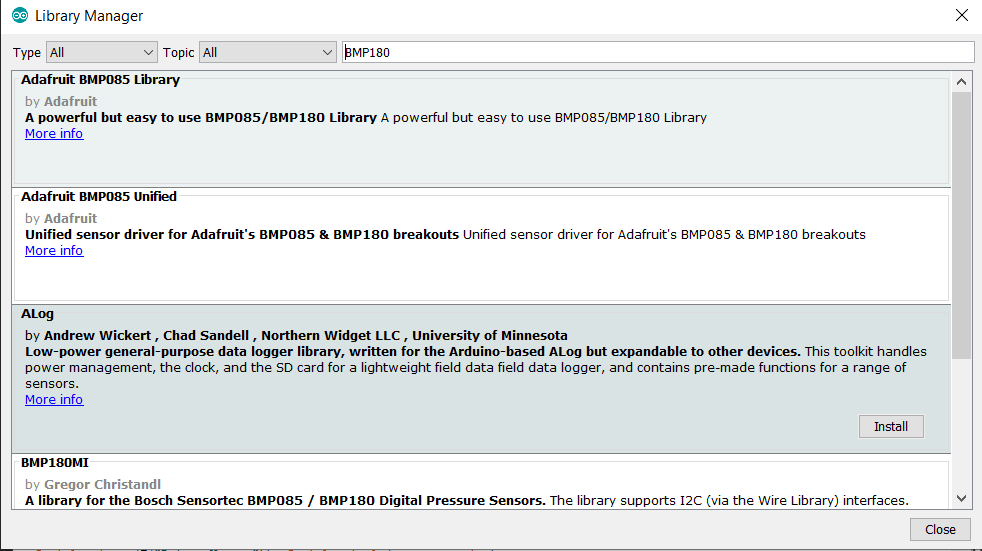 Library Manager
Type All Topic All BMP180
Adafruit BMP085 Library
by Adafruit
A powerful but easy to use BMP085/BMP180 Library A powerful but easy to use BMP085/BMP180 Library
More info
Adafruit BMP085 Unified
by Adafruit
Unified sensor driver for Adafruit's BMP085 & BMP180 breakouts Unified sensor driver for Adafruit's BMP085 & BMP180 breakouts
More info
ALog
by Andrew Wickert , Chad Sandell , Northern Widget LLC , University of Minnesota
Low-power general-purpose data logger library, written for the Arduino-based ALog but expandable to other devices. This toolkit handles
power management, the clock, and the SD card for a lightweight field data field data logger, and contains pre-made functions for a range of
sensors.
More info
Install
BMP180MI
by Gregor Christandl
A library for the Bosch Sensortec BMP085 / BMP180 Digital Pressure Sensors. The library supports I2C (via the Wire Library) interfaces.
Close